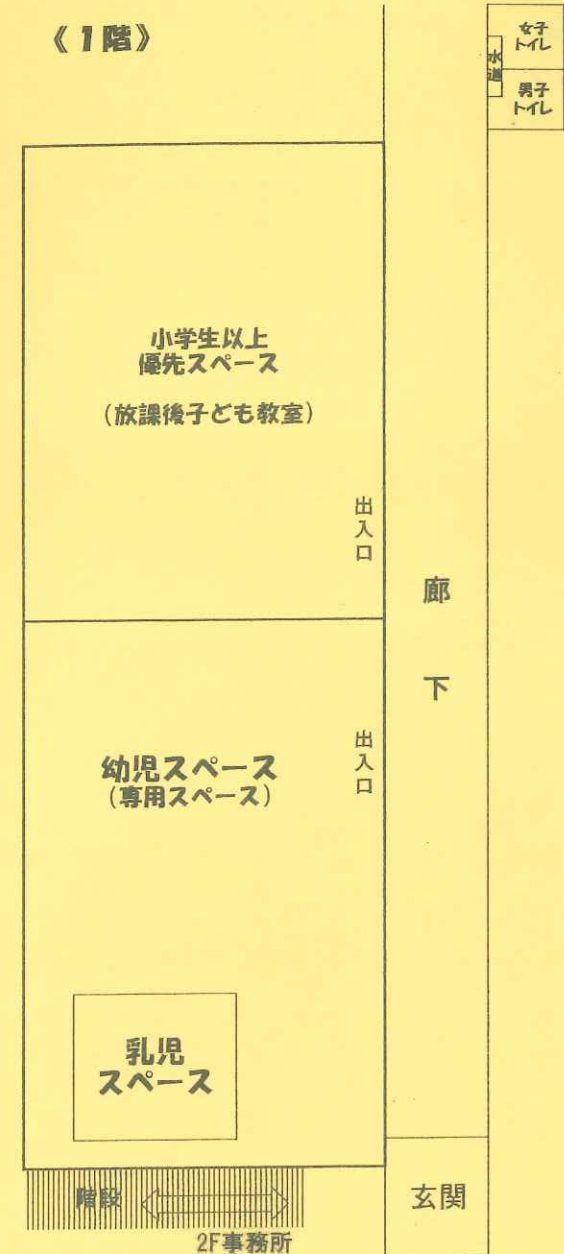 《1階》
女子
トイレ
水道
男子
トイレ
小学生以上
優先スペース
(放課後子ども教室)
出入口
廊下
幼児スペース
(専用スペース)
出入口
乳児
スペース
階段
2F事務所
玄関